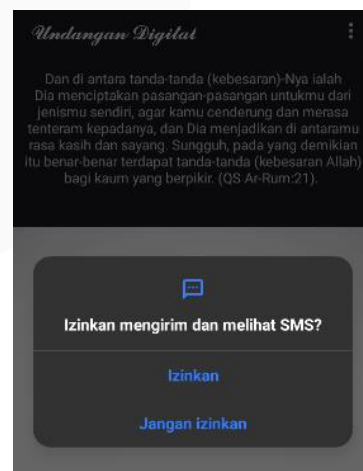 Undangan Digilat
Dan di antara tanda-tanda (kebesaran)-Nya ialah
Dia menciptakan pasangan-pasangan untukmu dari
jenismu sendiri, agar kamu cenderung dan merasa
tenteram kepadanya, dan Dia menjadikan di antaramu
rasa kasih dan sayang. Sungguh, pada yang demikian
itu benar-benar terdapat tanda-tanda (kebesaran Allah)
bagi kaum yang berpikir. (QS Ar-Rum:21).
Izinkan mengirim dan melihat SMS?
Izinkan
Jangan izinkan